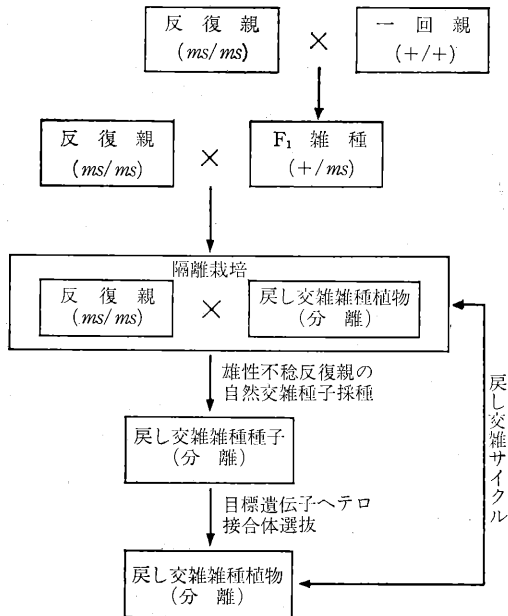 反復親 × 一回親
(ms/ms) (+/+)
反復親 × F₁ 雑種
(ms/ms) (+/ms)
隔離栽培
反復親 × 戻し交雑雑種植物
(ms/ms) (分離)
雄性不稔反復親の
自然交雑種子採種
戻し交雑雑種種子
(分離)
目標遺伝子ヘテロ
接合体選抜
戻し交雑雑種植物
(分離)
戻し交雑サイクル